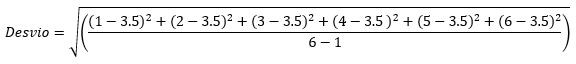 Desvio = √(((1 − 3.5)² + (2 − 3.5)² + (3 − 3.5)² + (4 − 3.5 )² + (5 − 3.5)² + (6 − 3.5)²) / (6 − 1))